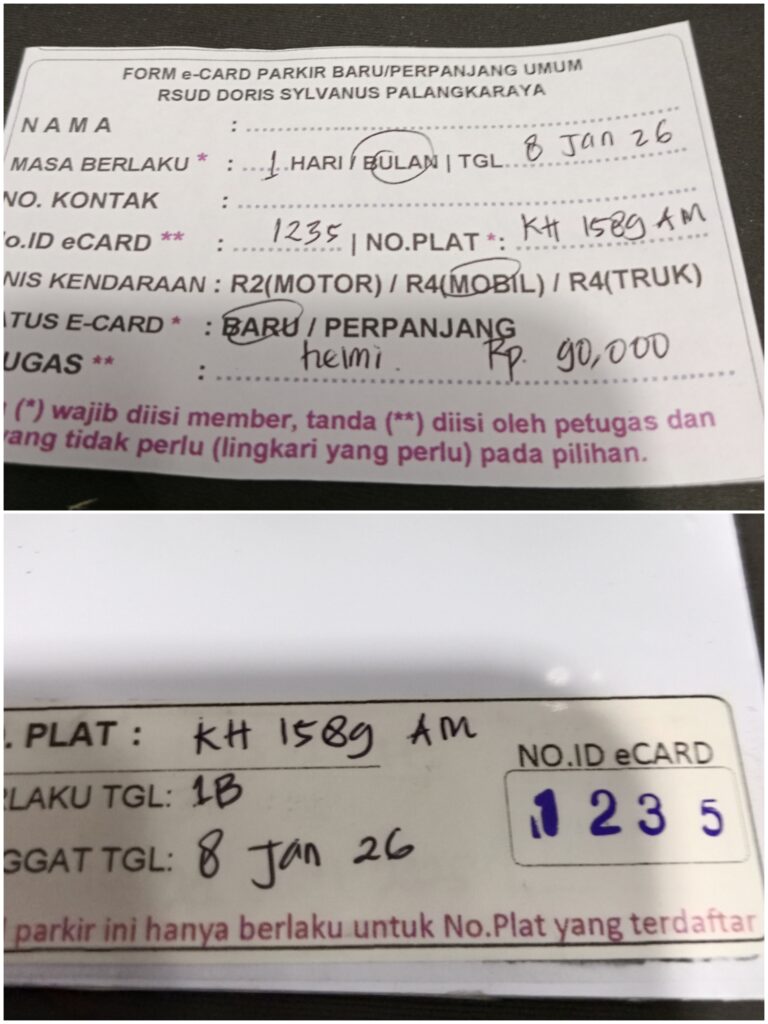 FORM e-CARD PARKIR BARU/PERPANJANG UMUM
RSUD DORIS SYLVANUS PALANGKARAYA
N A M A :
MASA BERLAKU * : 1 HARI / BULAN | TGL 8 Jan 26
NO. KONTAK :
o.ID eCARD ** : 1235 | NO.PLAT *: KH 1589 AM
NIS KENDARAAN : R2(MOTOR) / R4(MOBIL) / R4(TRUK)
ATUS E-CARD * : BARU / PERPANJANG
UGAS ** : helmi. Rp. 90,000
(*) wajib diisi member, tanda (**) diisi oleh petugas dan
yang tidak perlu (lingkari yang perlu) pada pilihan.
. PLAT : KH 1589 AM
NO.ID eCARD
RLAKU TGL: 1B
1 2 3 5
GGAT TGL: 8 Jan 26
parkir ini hanya berlaku untuk No.Plat yang terdaftar